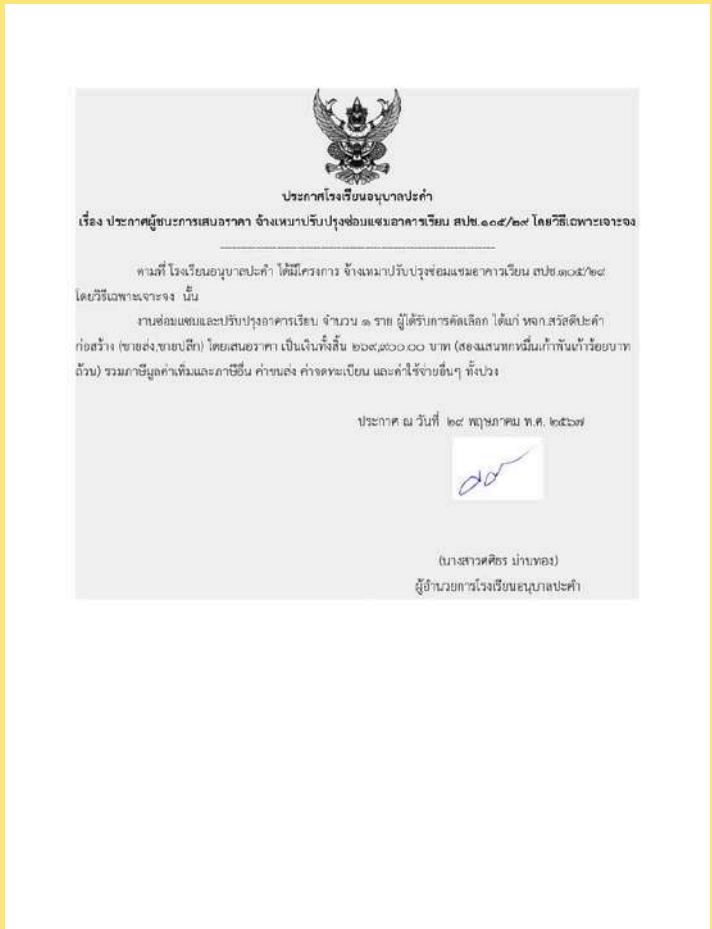 ประกาศโรงเรียนอนุบาลปะคำ
เรื่อง ประกาศผู้ชนะการเสนอราคา จ้างเหมาปรับปรุงซ่อมแซมอาคารเรียน สปช.๑๐๕/๒๙ โดยวิธีเฉพาะเจาะจง
ตามที่ โรงเรียนอนุบาลปะคำ ได้มีโครงการ จ้างเหมาปรับปรุงซ่อมแซมอาคารเรียน สปช.๑๐๕/๒๙
โดยวิธีเฉพาะเจาะจง นั้น
งานซ่อมแซมและปรับปรุงอาคารเรียน จำนวน ๑ ราย ผู้ได้รับการคัดเลือก ได้แก่ หจก.สวัสดีปะคำ
ก่อสร้าง (ขายส่ง,ขายปลีก) โดยเสนอราคา เป็นเงินทั้งสิ้น ๒๖๙,๙๐๐.๐๐ บาท (สองแสนหกหมื่นเก้าพันเก้าร้อยบาท
ถ้วน) รวมภาษีมูลค่าเพิ่มและภาษีอื่น ค่าขนส่ง ค่าจดทะเบียน และค่าใช้จ่ายอื่นๆ ทั้งปวง
ประกาศ ณ วันที่ ๒๙ พฤษภาคม พ.ศ. ๒๕๖๗
(นางสาวศศิธร ม่านทอง)
ผู้อำนวยการโรงเรียนอนุบาลปะคำ